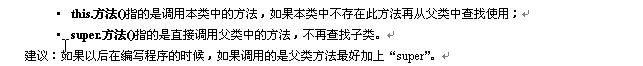 • this.方法()指的是调用本类中的方法，如果本类中不存在此方法再从父类中查找使用；
• super.方法()指的是直接调用父类中的方法，不再查找子类。
建议：如果以后在编写程序的时候，如果调用的是父类方法最好加上“super”。